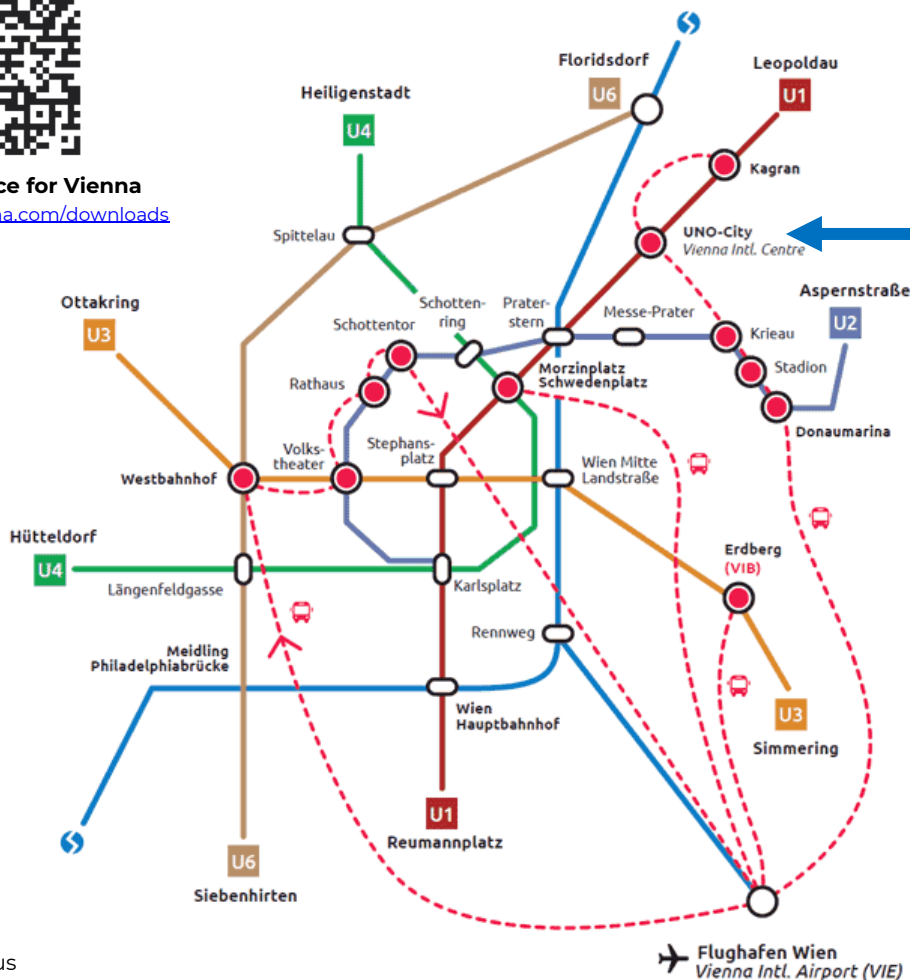 ce for Vienna
na.com/downloads
Floridsdorf
U6
Leopoldau
U1
Heiligenstadt
U4
Kagran
UNO-City
Vienna Intl. Centre
Spittelau
Aspernstraße
U2
Ottakring
U3
Schotten-
ring
Prater-
stern
Messe-Prater
Schottentor
Krieau
Stadion
Rathaus
Morzinplatz
Schwedenplatz
Donaumarina
Volks-
theater
Stephans-
platz
Westbahnhof
Wien Mitte
Landstraße
Hütteldorf
U4
Erdberg
(VIB)
Längenfeldgasse
Karlsplatz
Rennweg
Meidling
Philadelphiabrücke
Wien
Hauptbahnhof
U3
Simmering
U1
Reumannplatz
U6
Siebenhirten
us
Flughafen Wien
Vienna Intl. Airport (VIE)